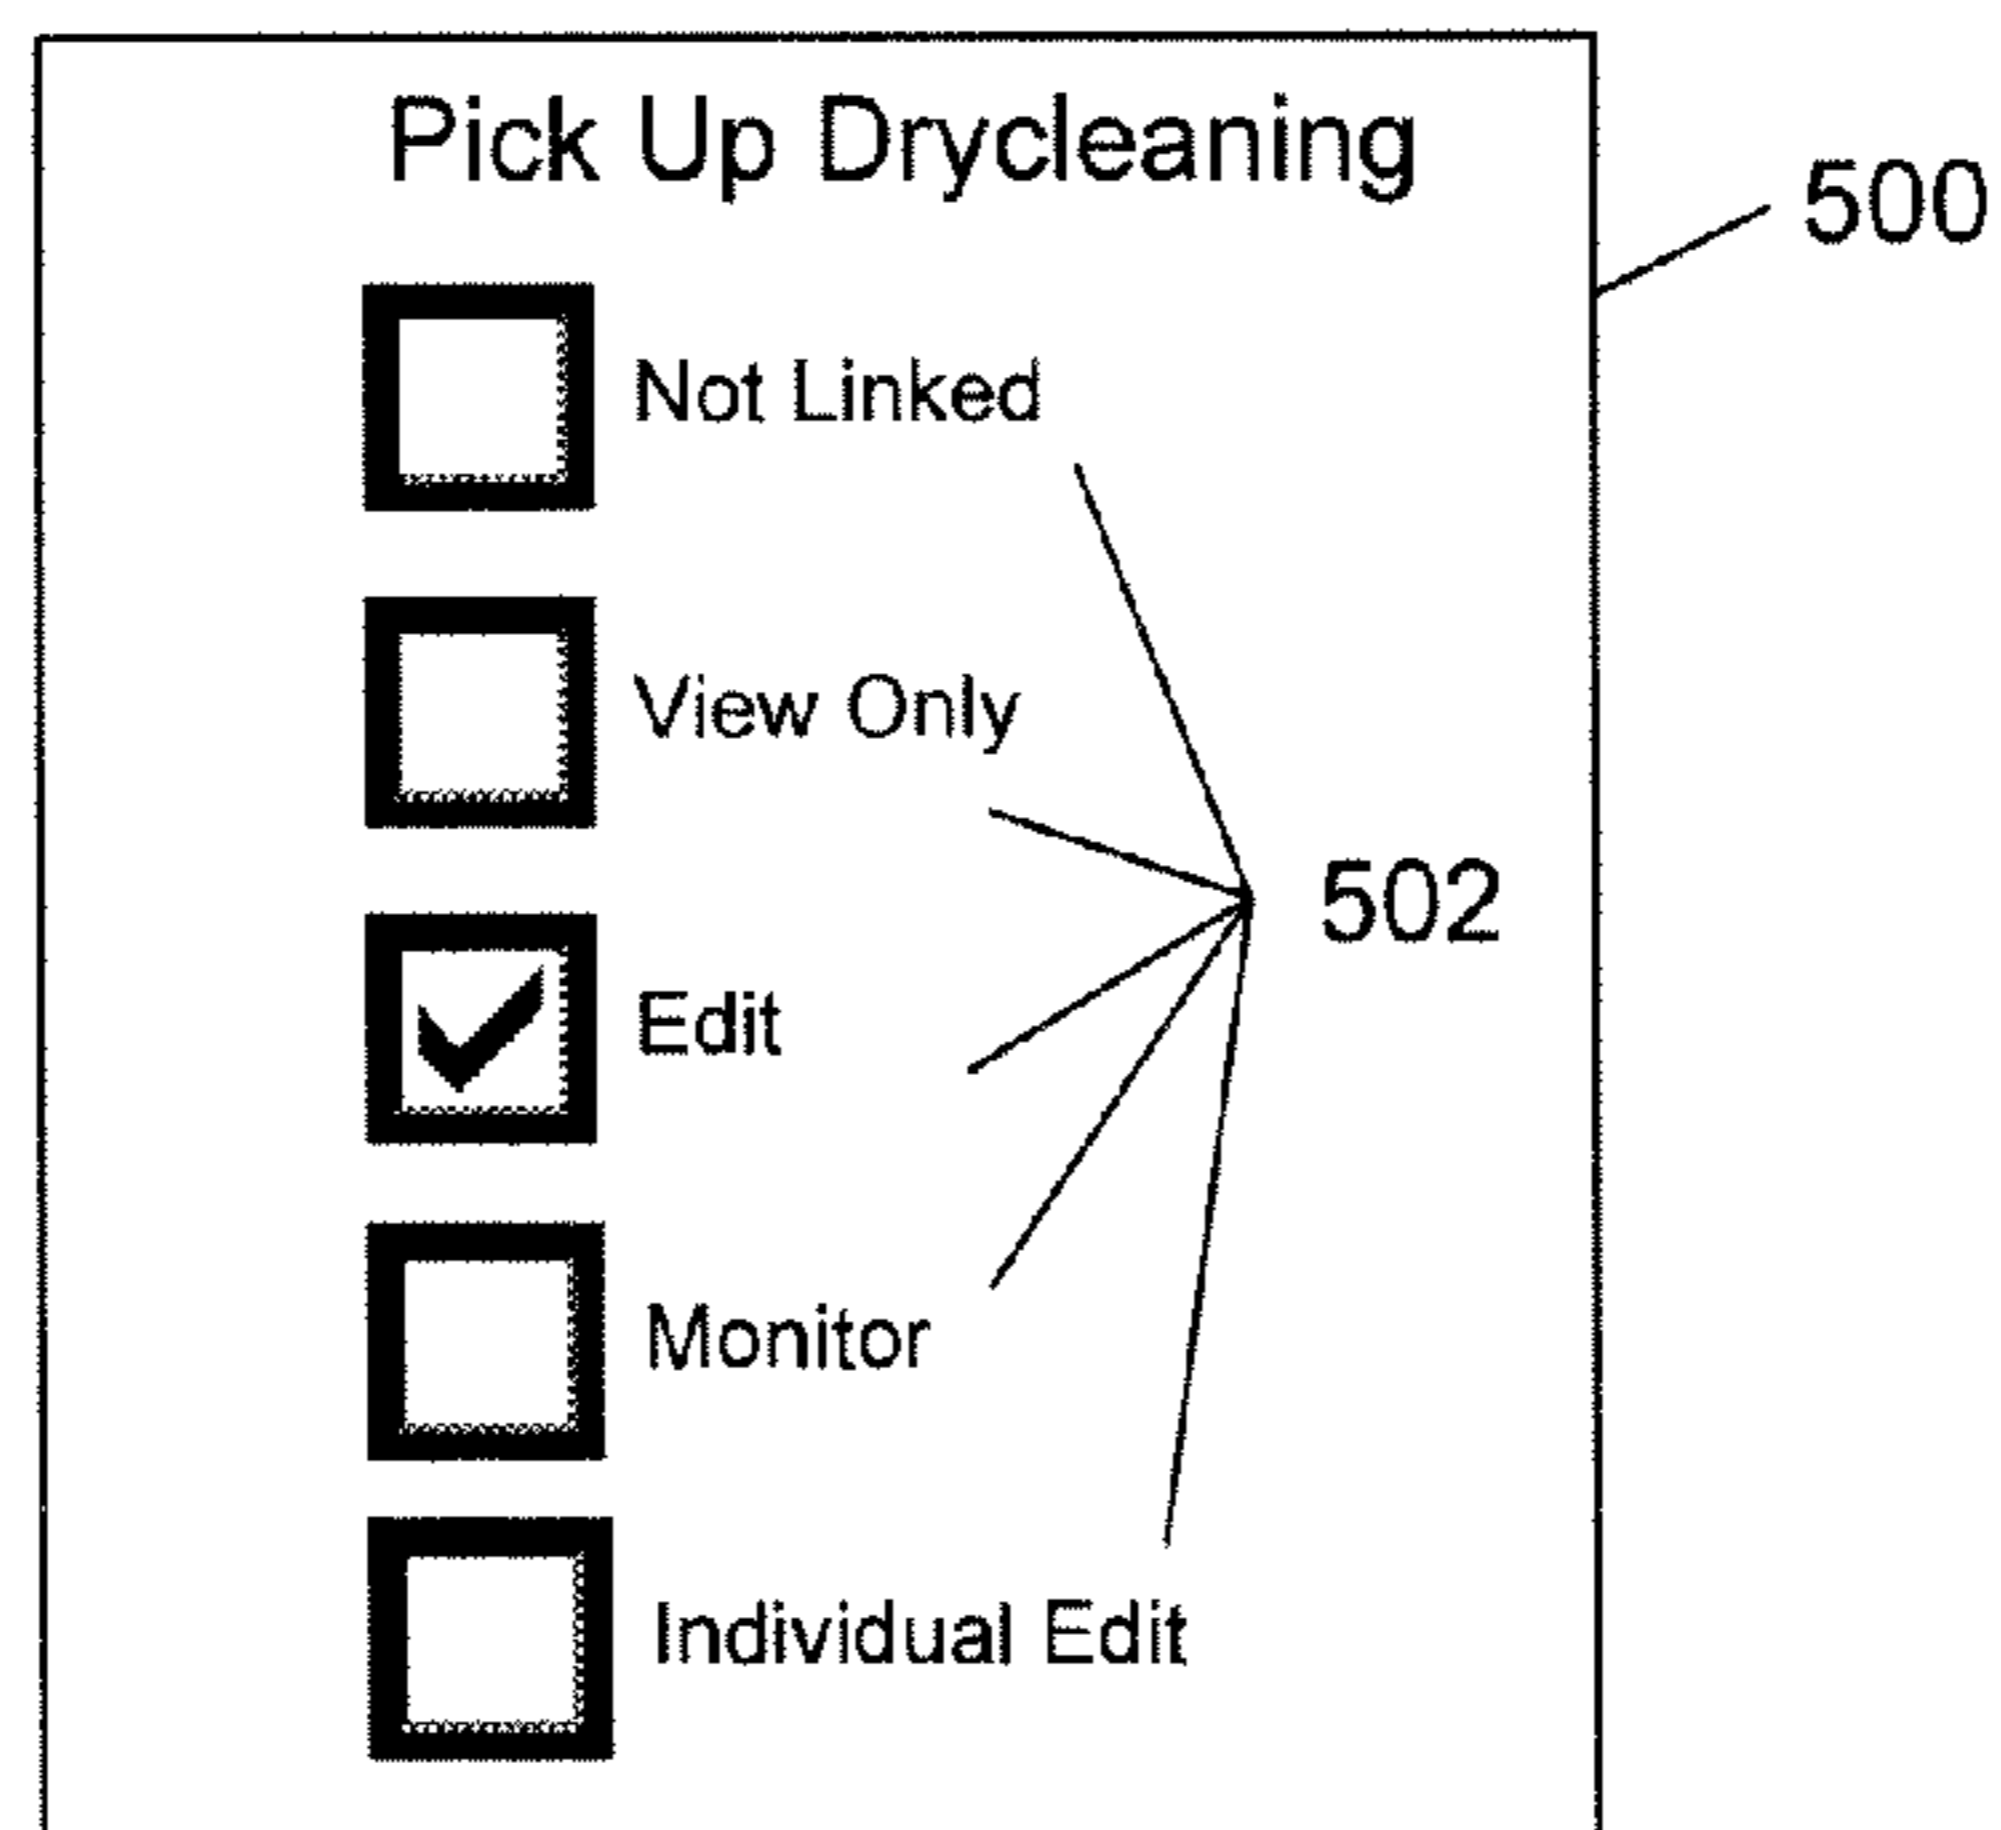 Pick Up Drycleaning
500
Not Linked
View Only
502
Edit
Monitor
Individual Edit